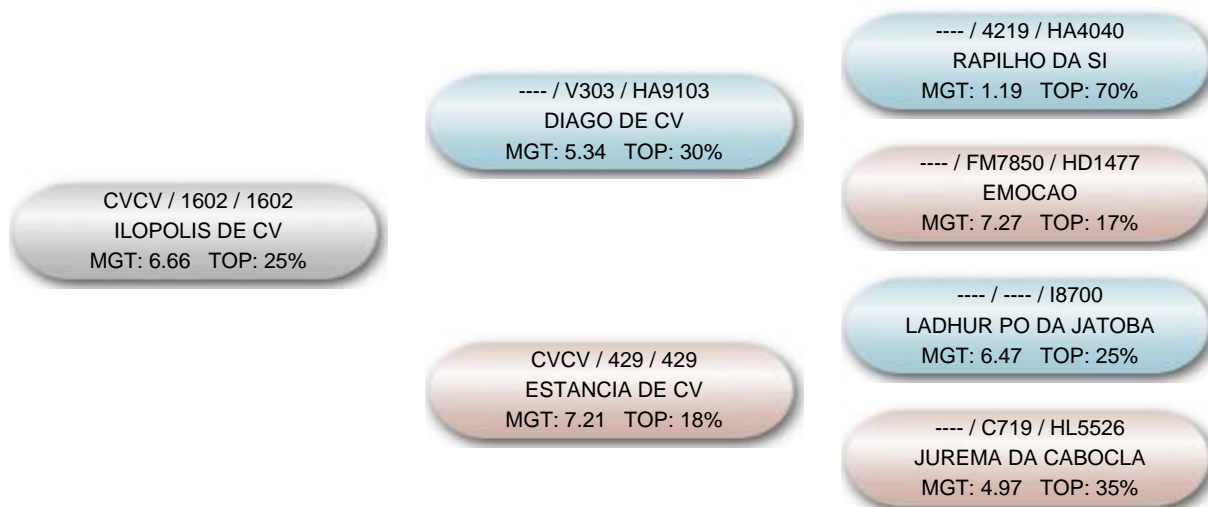 ---- / 4219 / HA4040
RAPILHO DA SI
MGT: 1.19 TOP: 70%
---- / V303 / HA9103
DIAGO DE CV
MGT: 5.34 TOP: 30%
---- / FM7850 / HD1477
EMOCAO
MGT: 7.27 TOP: 17%
CVCV / 1602 / 1602
ILOPOLIS DE CV
MGT: 6.66 TOP: 25%
---- / ---- / I8700
LADHUR PO DA JATOBA
MGT: 6.47 TOP: 25%
CVCV / 429 / 429
ESTANCIA DE CV
MGT: 7.21 TOP: 18%
---- / C719 / HL5526
JUREMA DA CABOCLA
MGT: 4.97 TOP: 35%